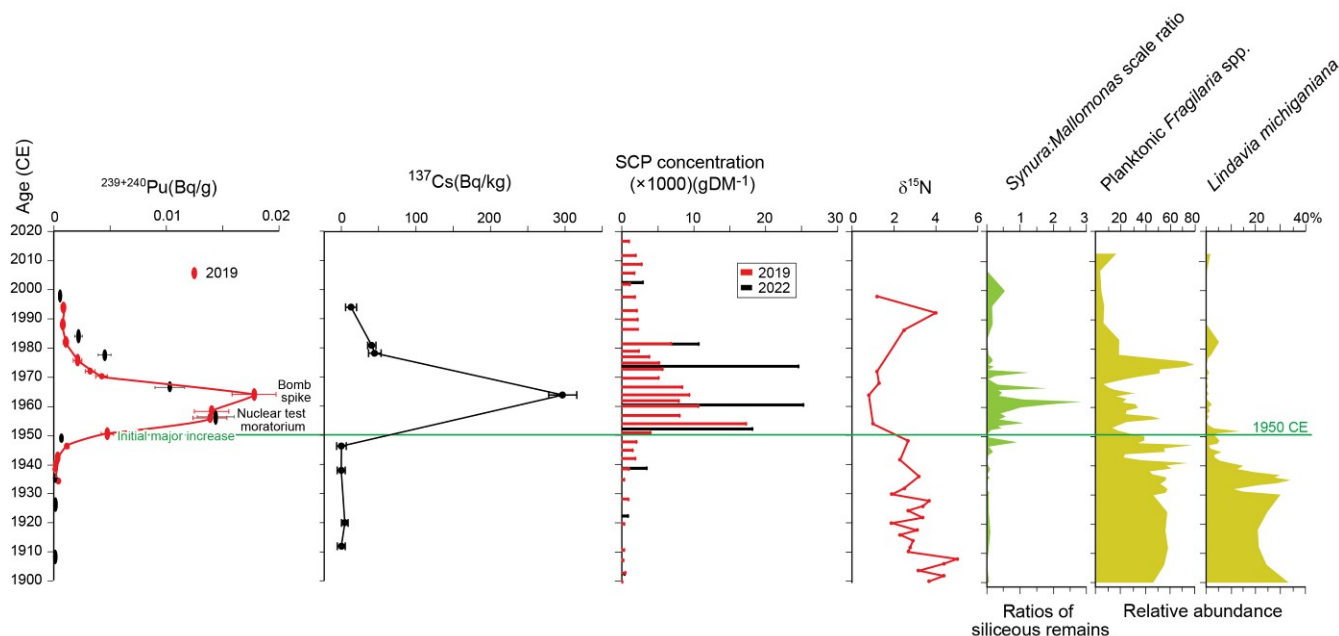 Synura:Mallomonas scale ratio
Planktonic Fragilaria spp.
Lindavia michiganiana
Age (CE)
239+240Pu(Bq/g)
137Cs(Bq/kg)
SCP concentration
(×1000)(gDM-1)
δ15N
0 0.01 0.02
0 100 200 300
0 10 20 30
0 2 4 6
1 2 3
20 40 60 80
20 40%
2020
2010
2000
1990
1980
1970
1960
1950
1940
1930
1920
1910
1900
2019
Bomb
spike
Nuclear test
moratorium
Initial major increase
2019
2022
1950 CE
Ratios of
siliceous remains
Relative abundance